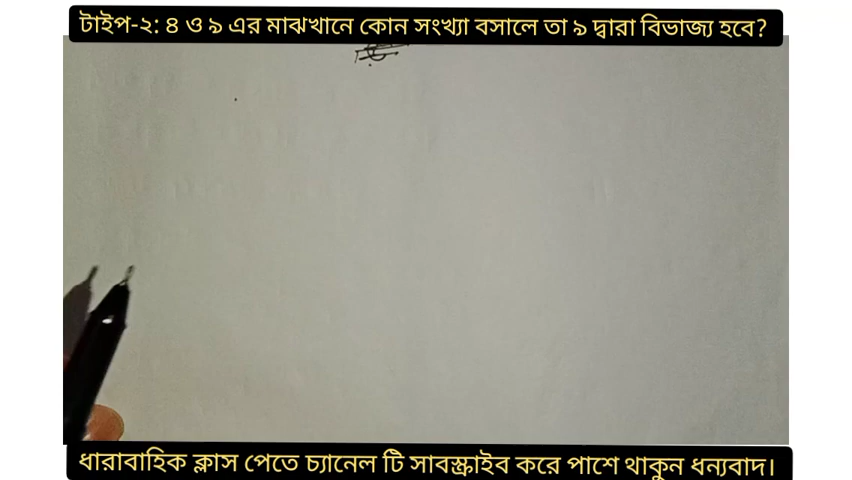 টাইপ-২: ৪ ও ৯ এর মাঝখানে কোন সংখ্যা বসালে তা ৯ দ্বারা বিভাজ্য হবে?
ধারাবাহিক ক্লাস পেতে চ্যানেল টি সাবস্ক্রাইব করে পাশে থাকুন ধন্যবাদ।